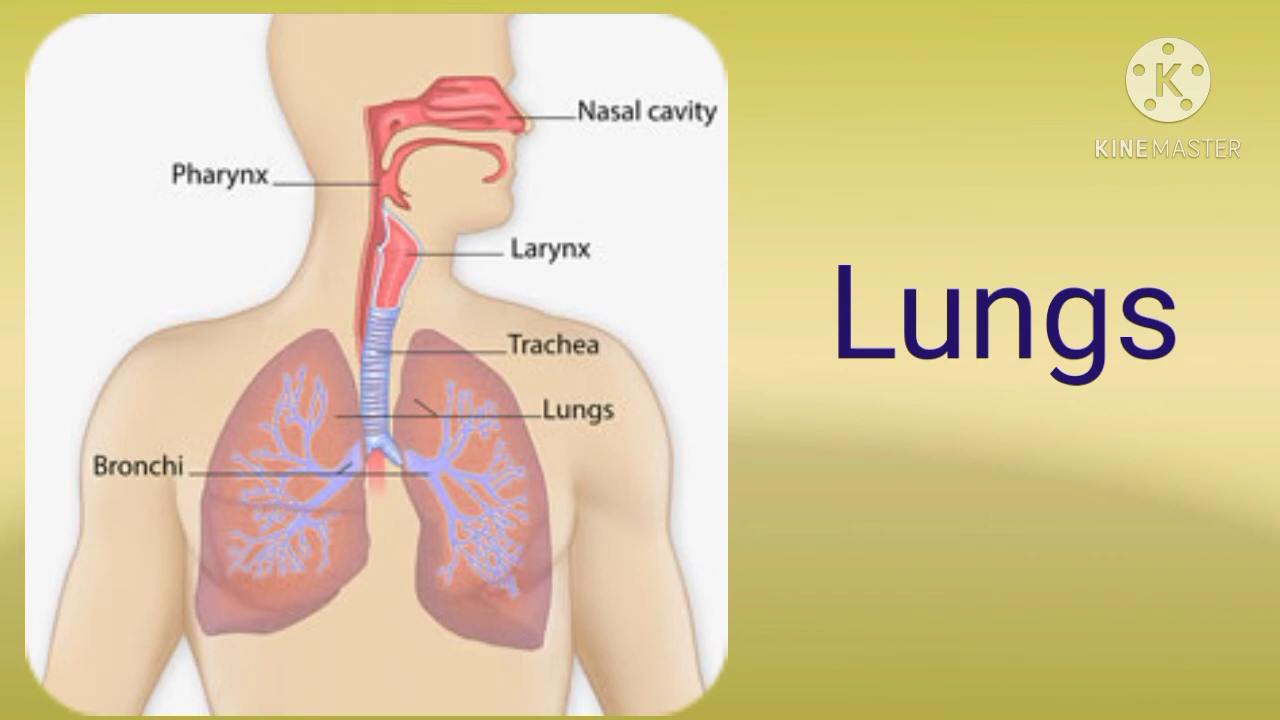 Nasal cavity
Pharynx
Larynx
Trachea
Lungs
Bronchi
Lungs
K
KINEMASTER